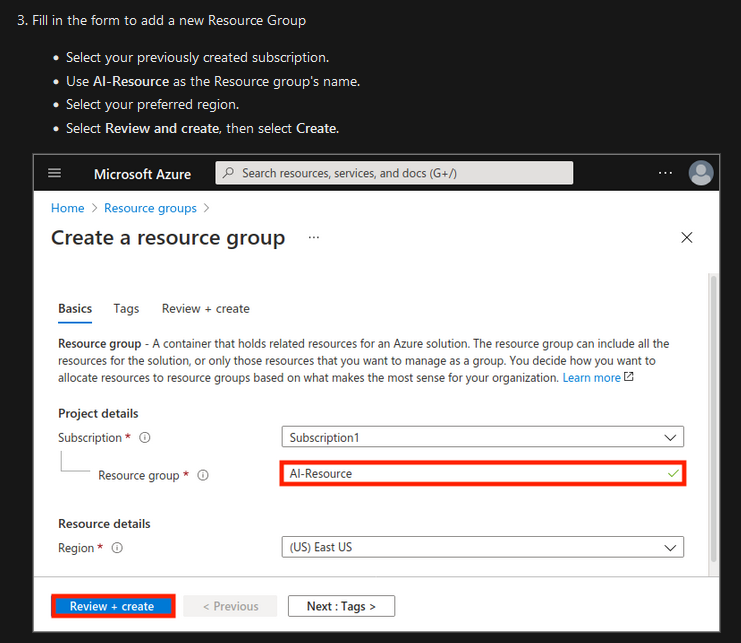 3. Fill in the form to add a new Resource Group
• Select your previously created subscription.
• Use AI-Resource as the Resource group's name.
• Select your preferred region.
• Select Review and create, then select Create.
Microsoft Azure
Search resources, services, and docs (G+/)
...
Home > Resource groups >
Create a resource group ...
Basics Tags Review + create
Resource group - A container that holds related resources for an Azure solution. The resource group can include all the
resources for the solution, or only those resources that you want to manage as a group. You decide how you want to
allocate resources to resource groups based on what makes the most sense for your organization. Learn more
Project details
Subscription * Subscription1
Resource group * AI-Resource
Resource details
Region * (US) East US
Review + create < Previous Next : Tags >